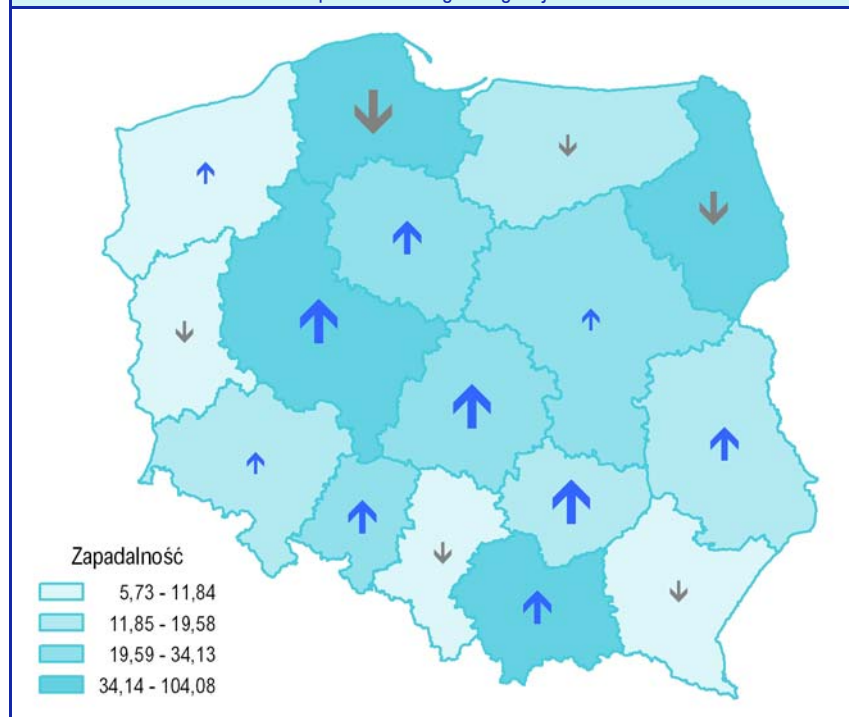 Zapadalność
5,73 - 11,84
11,85 - 19,58
19,59 - 34,13
34,14 - 104,08